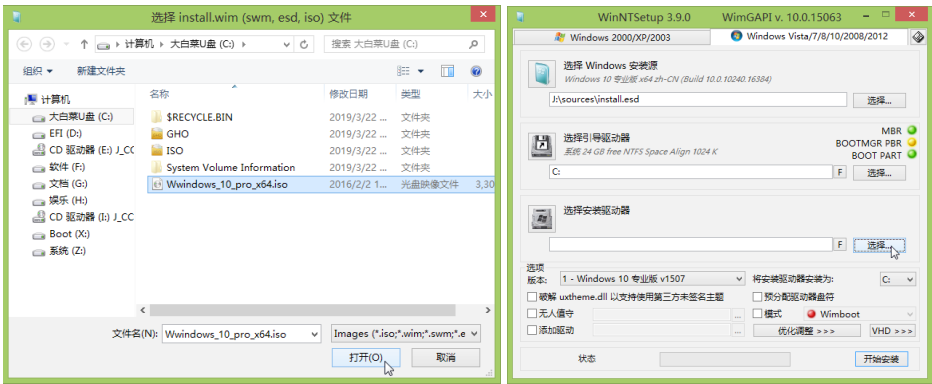 选择 install.wim (swm, esd, iso) 文件
计算机 ▸ 大白菜U盘 (C:) ▸
搜索 大白菜U盘 (C:)
组织 新建文件夹
名称 修改日期 类型 大小
计算机
大白菜U盘 (C:)
EFI (D:)
CD 驱动器 (E:) J_CC
软件 (F:)
文档 (G:)
娱乐 (H:)
CD 驱动器 (I:) J_CC
Boot (X:)
系统 (Z:)
$RECYCLE.BIN 2019/3/22 ... 文件夹
GHO 2019/3/22 ... 文件夹
ISO 2019/3/22 ... 文件夹
System Volume Information 2019/3/22 ... 文件夹
Wwindows_10_pro_x64.iso 2016/2/2 1... 光盘映像文件 3,30
文件名(N): Wwindows_10_pro_x64.iso Images (*.iso;*.wim;*.swm;*.e
打开(O) 取消
WinNTSetup 3.9.0 WimGAPI v. 10.0.15063
Windows 2000/XP/2003 Windows Vista/7/8/10/2008/2012
选择 Windows 安装源
Windows 10 专业版 x64 zh-CN (Build 10.0.10240.16384)
J:\sources\install.esd 选择...
选择引导驱动器
系统 24 GB free NTFS Space Align 1024 K
MBR
BOOTMGR PBR
BOOT PART
C: F 选择...
选择安装驱动器
F 选择...
选项
版本: 1 - Windows 10 专业版 v1507 将安装驱动器安装为: C:
破解 uxtheme.dll 以支持使用第三方未签名主题 预分配驱动器盘符
无人值守 ... 模式 Wimboot
添加驱动 ... 优化调整 >>> VHD >>>
状态 开始安装